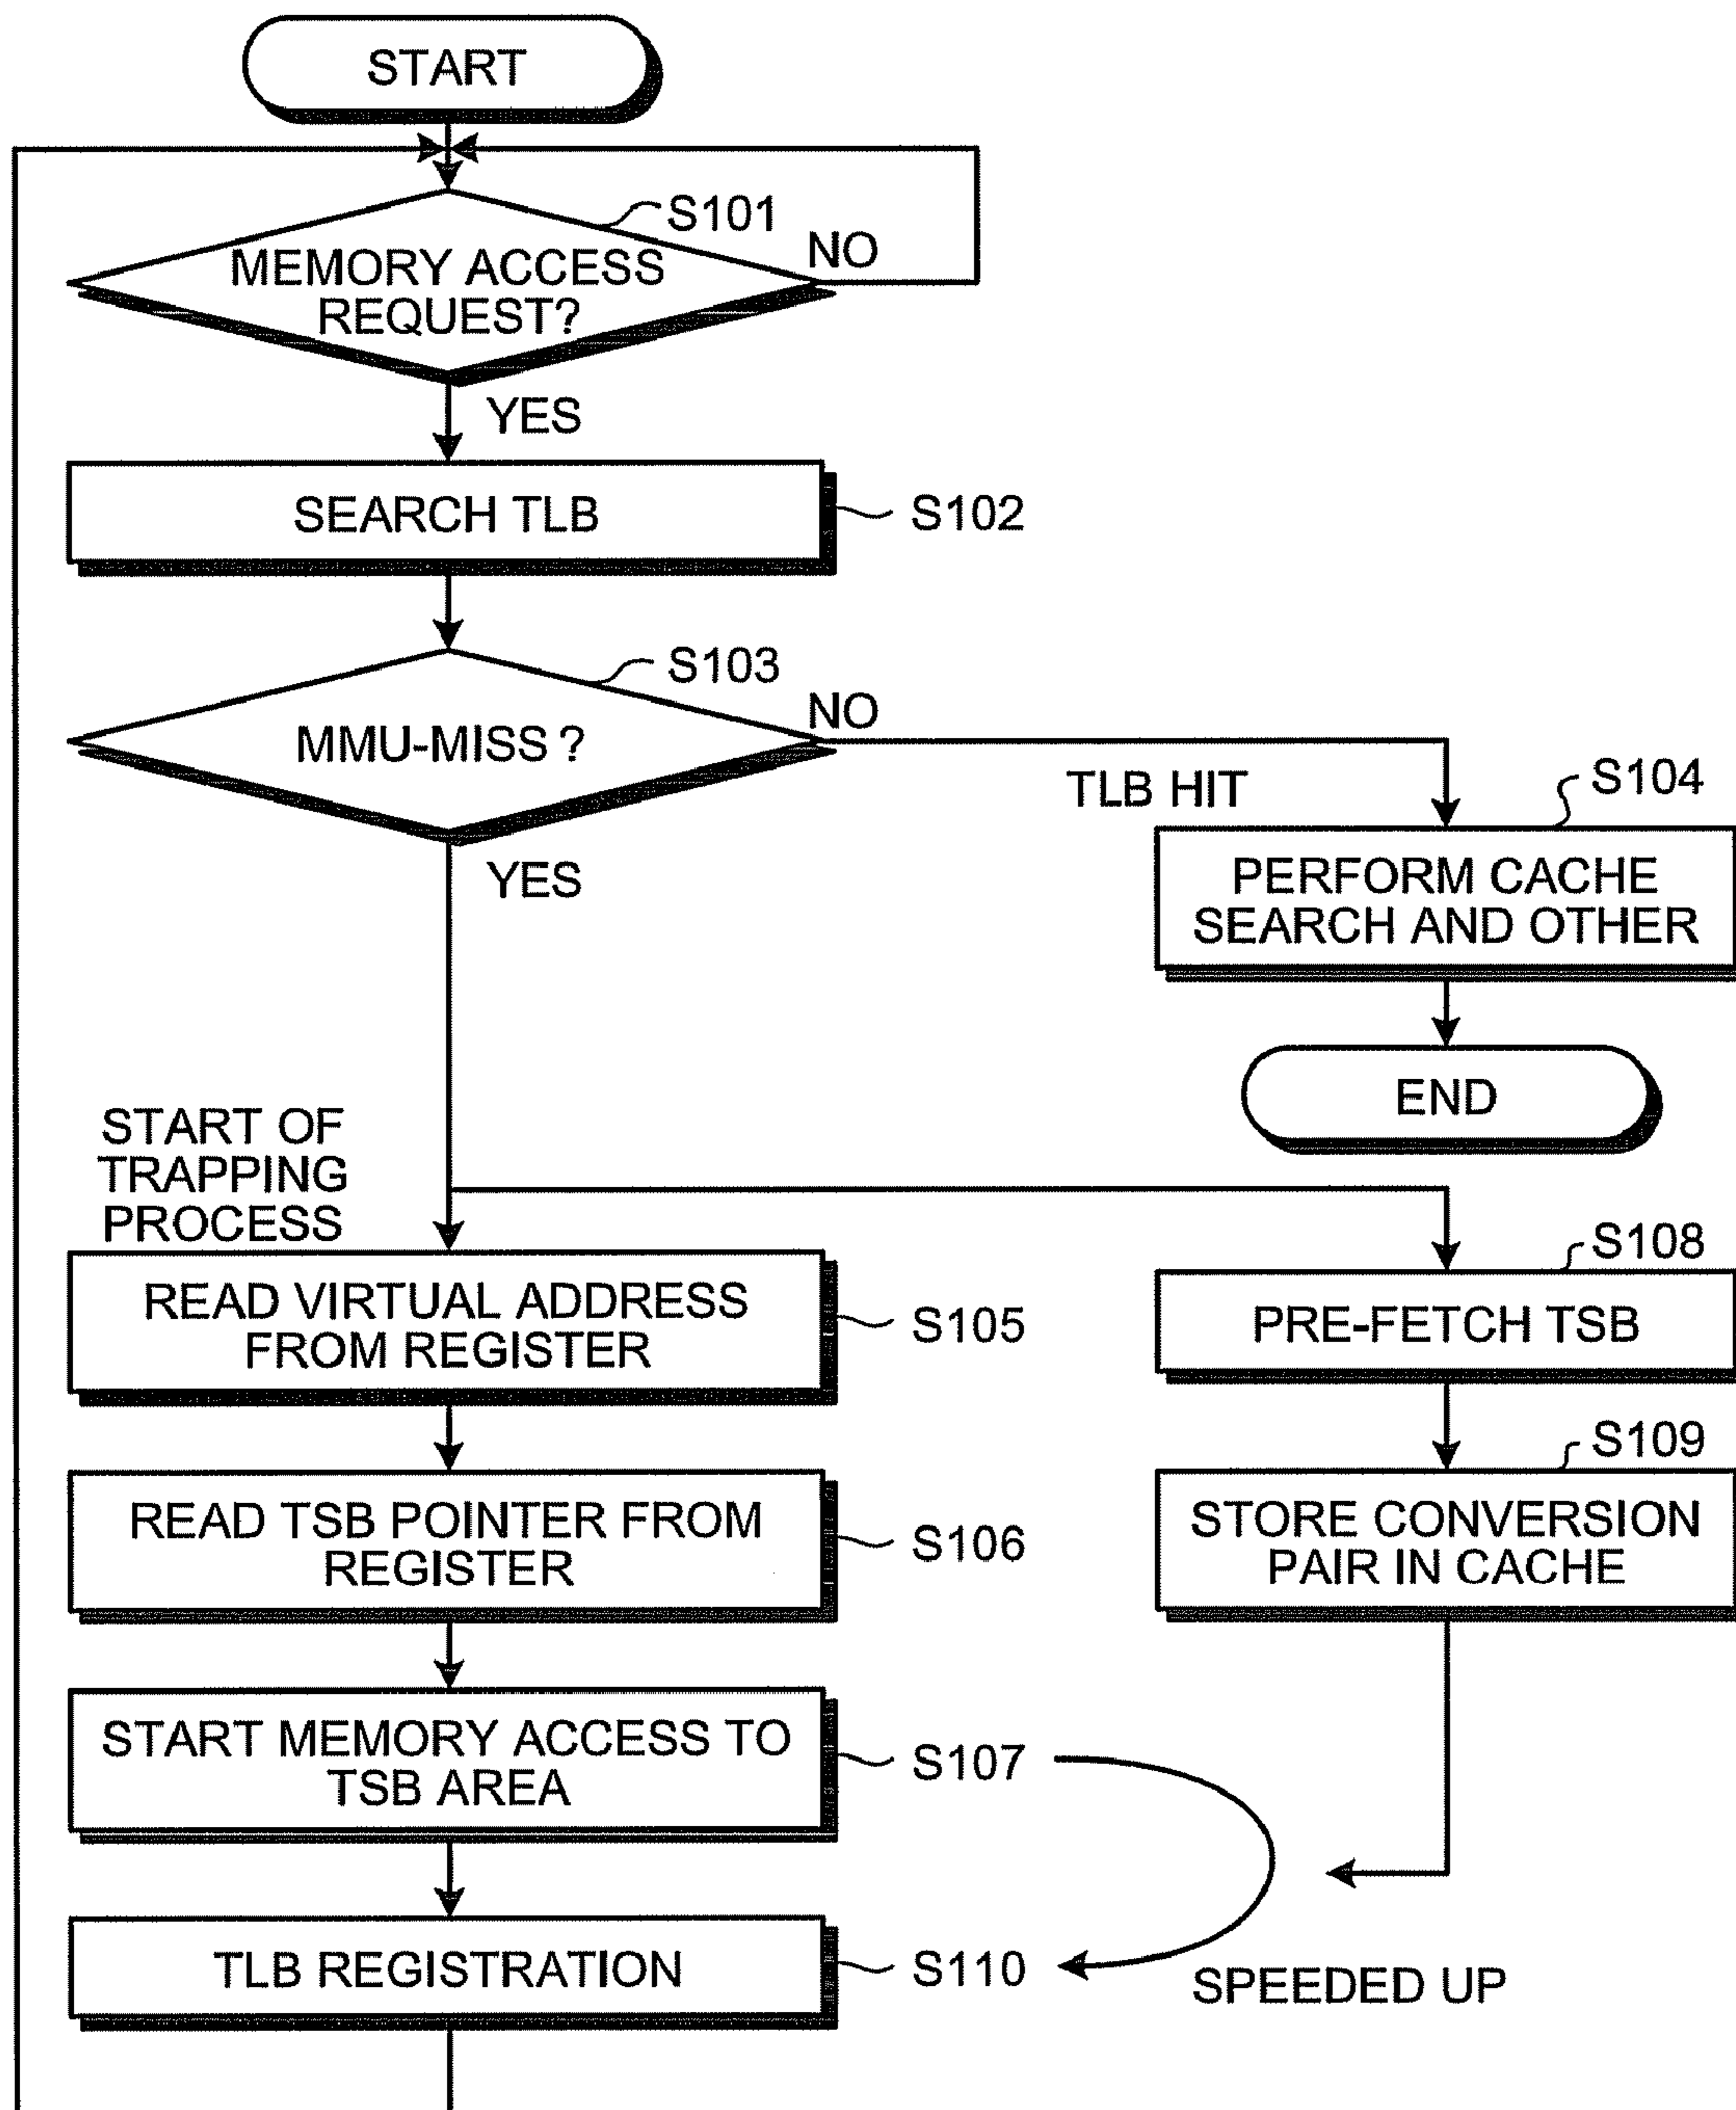 START
S101
MEMORY ACCESS
REQUEST?
NO
YES
SEARCH TLB
S102
S103
MMU-MISS ?
NO
TLB HIT
S104
YES
PERFORM CACHE
SEARCH AND OTHER
END
START OF
TRAPPING
PROCESS
READ VIRTUAL ADDRESS
FROM REGISTER
S105
S108
PRE-FETCH TSB
READ TSB POINTER FROM
REGISTER
S106
S109
STORE CONVERSION
PAIR IN CACHE
START MEMORY ACCESS TO
TSB AREA
S107
TLB REGISTRATION
S110
SPEEDED UP